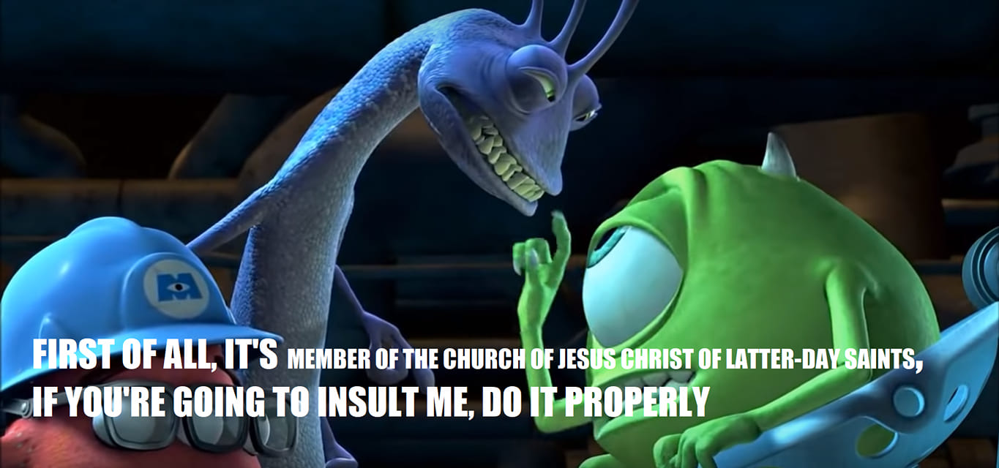 FIRST OF ALL, IT'S MEMBER OF THE CHURCH OF JESUS CHRIST OF LATTER-DAY SAINTS,
IF YOU'RE GOING TO INSULT ME, DO IT PROPERLY